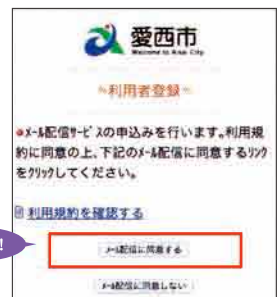 愛西市
Welcome to Aisai City
利用者登録
●ﾒｰﾙ配信ｻｰﾋﾞｽの申込みを行います。利用規
約に同意の上、下記のﾒｰﾙ配信に同意するﾘﾝｸ
をｸﾘｯｸしてください。
利用規約を確認する
!
ﾒｰﾙ配信に同意する
ﾒｰﾙ配信に同意しない